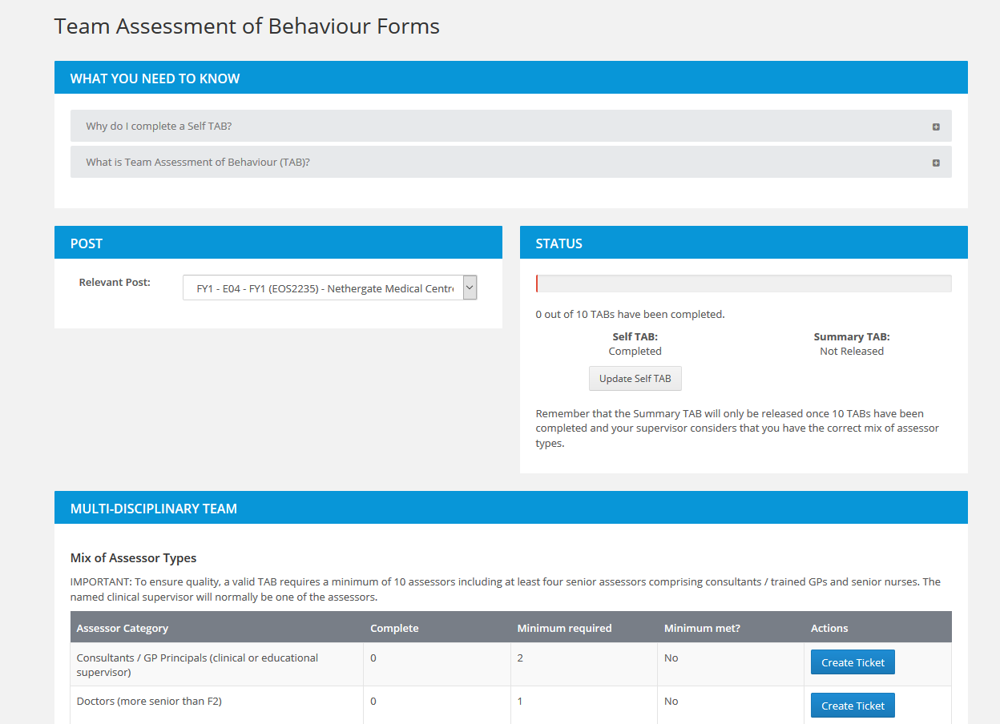 Team Assessment of Behaviour Forms
WHAT YOU NEED TO KNOW
Why do I complete a Self TAB?
What is Team Assessment of Behaviour (TAB)?
POST
Relevant Post:
FY1 - E04 - FY1 (EOS2235) - Nethergate Medical Centr
STATUS
0 out of 10 TABs have been completed.
Self TAB:
Completed
Update Self TAB
Summary TAB:
Not Released
Remember that the Summary TAB will only be released once 10 TABs have been
completed and your supervisor considers that you have the correct mix of assessor
types.
MULTI-DISCIPLINARY TEAM
Mix of Assessor Types
IMPORTANT: To ensure quality, a valid TAB requires a minimum of 10 assessors including at least four senior assessors comprising consultants / trained GPs and senior nurses. The
named clinical supervisor will normally be one of the assessors.
Assessor Category Complete Minimum required Minimum met? Actions
Consultants / GP Principals (clinical or educational
supervisor) 0 2 No Create Ticket
Doctors (more senior than F2) 0 1 No Create Ticket